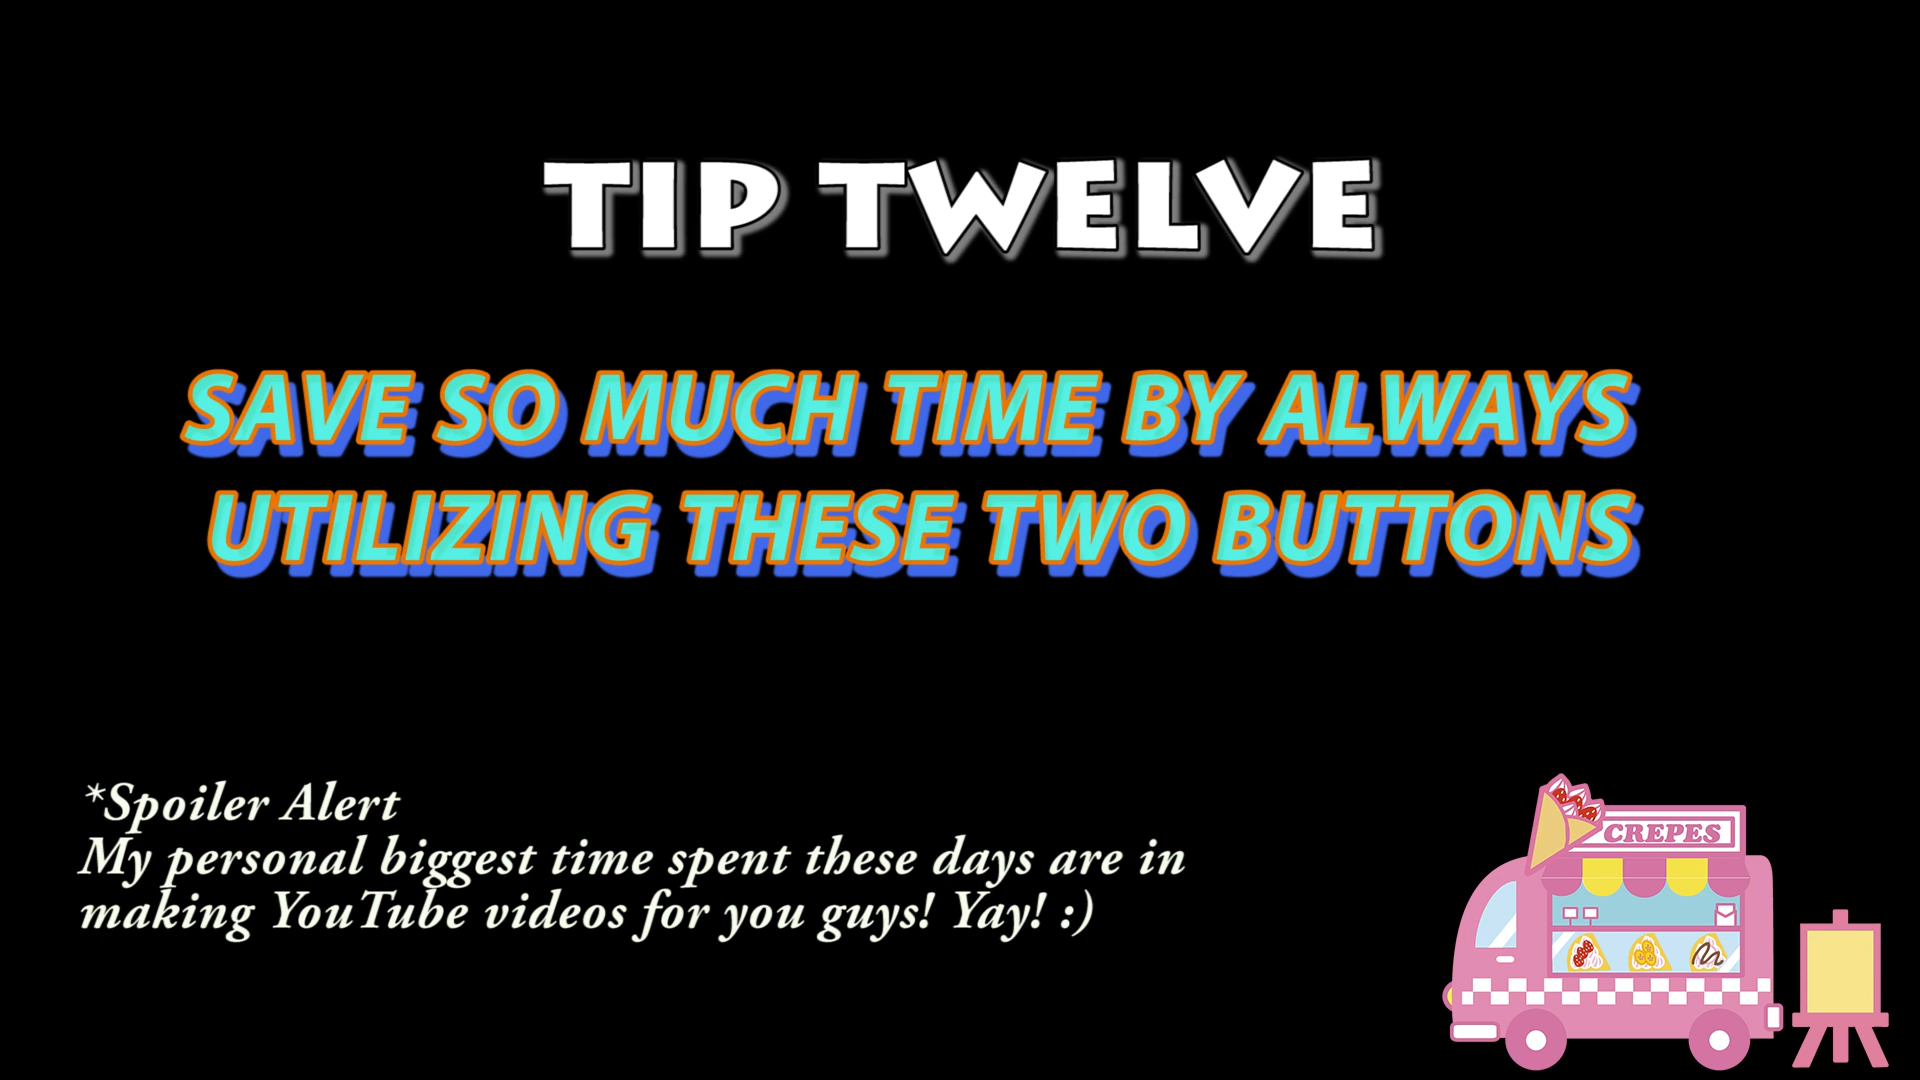 TIP TWELVE
SAVE SO MUCH TIME BY ALWAYS
UTILIZING THESE TWO BUTTONS
*Spoiler Alert
My personal biggest time spent these days are in
making YouTube videos for you guys! Yay! :)
CREPES